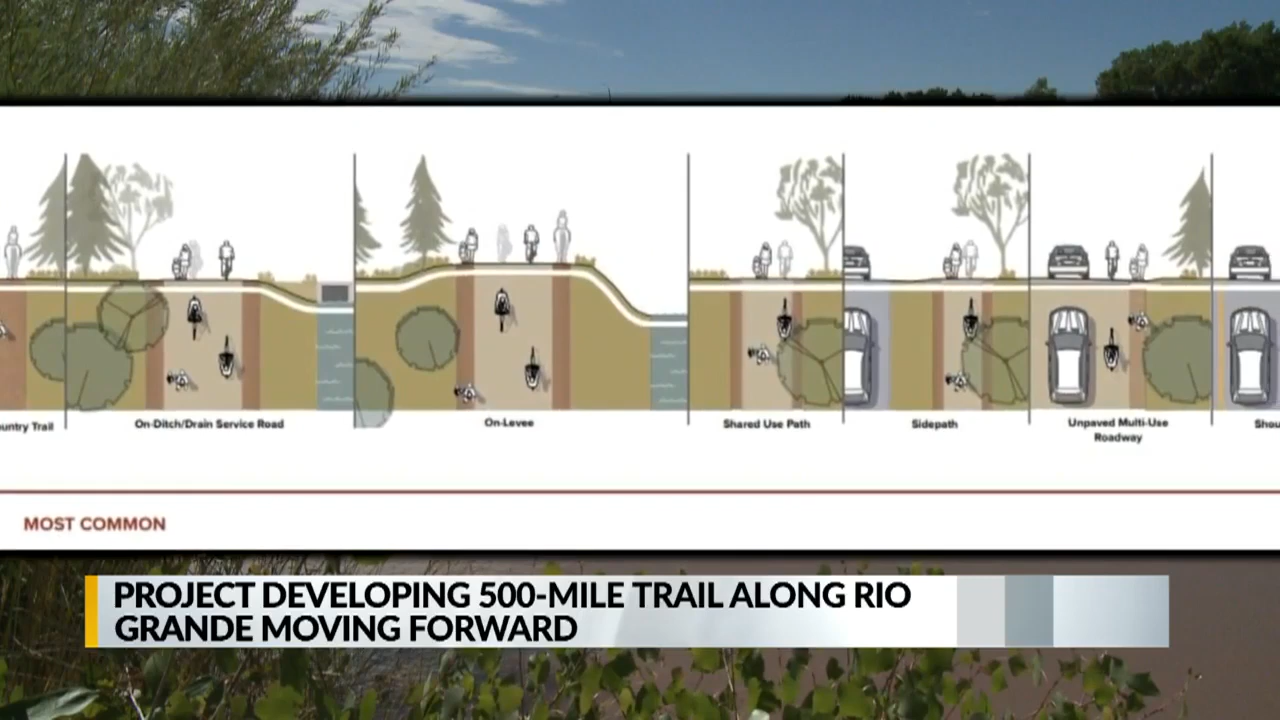 untry Trail
On-Ditch/Drain Service Road
On-Levee
Shared Use Path
Sidepath
Unpaved Multi-Use
Roadway
Shou
MOST COMMON
PROJECT DEVELOPING 500-MILE TRAIL ALONG RIO
GRANDE MOVING FORWARD